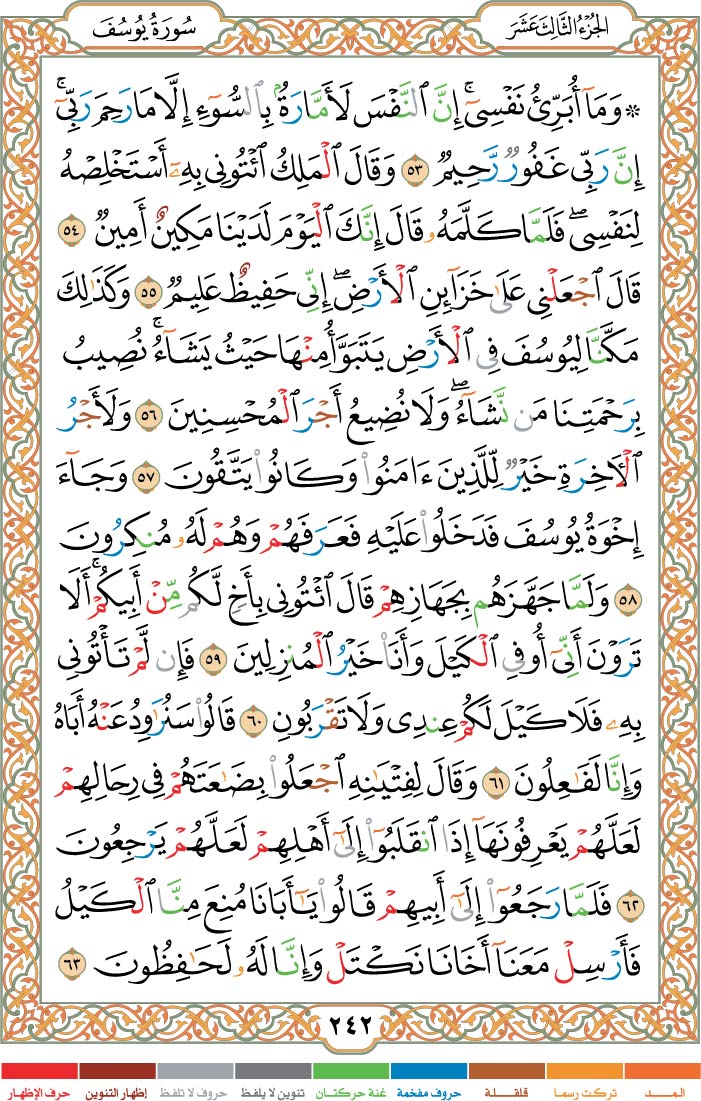 الجُزْءُ الثَّالِثَ عَشَرَ
سُورَةُ يُوسُفَ
۞ وَمَآ أُبَرِّئُ نَفْسِىٓۚ إِنَّ ٱلنَّفْسَ لَأَمَّارَةُۢ بِٱلسُّوٓءِ إِلَّا مَا رَحِمَ رَبِّىٓۚ
إِنَّ رَبِّى غَفُورٌ رَّحِيمٌ ٥٣ وَقَالَ ٱلْمَلِكُ ٱئْتُونِى بِهِۦٓ أَسْتَخْلِصْهُ
لِنَفْسِىۖ فَلَمَّا كَلَّمَهُۥ قَالَ إِنَّكَ ٱلْيَوْمَ لَدَيْنَا مَكِينٌ أَمِينٌ ٥٤
قَالَ ٱجْعَلْنِى عَلَىٰ خَزَآئِنِ ٱلْأَرْضِۖ إِنِّى حَفِيظٌ عَلِيمٌ ٥٥ وَكَذَٰلِكَ
مَكَّنَّا لِيُوسُفَ فِى ٱلْأَرْضِ يَتَبَوَّأُ مِنْهَا حَيْثُ يَشَآءُۚ نُصِيبُ
بِرَحْمَتِنَا مَن نَّشَآءُۖ وَلَا نُضِيعُ أَجْرَ ٱلْمُحْسِنِينَ ٥٦ وَلَأَجْرُ
ٱلْـَٔاخِرَةِ خَيْرٌ لِّلَّذِينَ ءَامَنُوا۟ وَكَانُوا۟ يَتَّقُونَ ٥٧ وَجَآءَ
إِخْوَةُ يُوسُفَ فَدَخَلُوا۟ عَلَيْهِ فَعَرَفَهُمْ وَهُمْ لَهُۥ مُنكِرُونَ
٥٨ وَلَمَّا جَهَّزَهُم بِجَهَازِهِمْ قَالَ ٱئْتُونِى بِأَخٍ لَّكُم مِّنْ أَبِيكُمْۚ أَلَا
تَرَوْنَ أَنِّىٓ أُوفِى ٱلْكَيْلَ وَأَنَا۠ خَيْرُ ٱلْمُنزِلِينَ ٥٩ فَإِن لَّمْ تَأْتُونِى
بِهِۦ فَلَا كَيْلَ لَكُمْ عِندِى وَلَا تَقْرَبُونِ ٦٠ قَالُوا۟ سَنُرَٰوِدُ عَنْهُ أَبَاهُ
وَإِنَّا لَفَٰعِلُونَ ٦١ وَقَالَ لِفِتْيَٰنِهِ ٱجْعَلُوا۟ بِضَٰعَتَهُمْ فِى رِحَالِهِمْ
لَعَلَّهُمْ يَعْرِفُونَهَآ إِذَا ٱنقَلَبُوٓا۟ إِلَىٰٓ أَهْلِهِمْ لَعَلَّهُمْ يَرْجِعُونَ
٦٢ فَلَمَّا رَجَعُوٓا۟ إِلَىٰٓ أَبِيهِمْ قَالُوا۟ يَٰٓأَبَانَا مُنِعَ مِنَّا ٱلْكَيْلُ
فَأَرْسِلْ مَعَنَآ أَخَانَا نَكْتَلْ وَإِنَّا لَهُۥ لَحَٰفِظُونَ ٦٣
٢٤٢
المـــد تركت رسما قلقـلة حروف مفخمة غنة حركتـان تنوين لا يلفظ حروف لا تلفظ إظهار التنوين حرف الإظهار